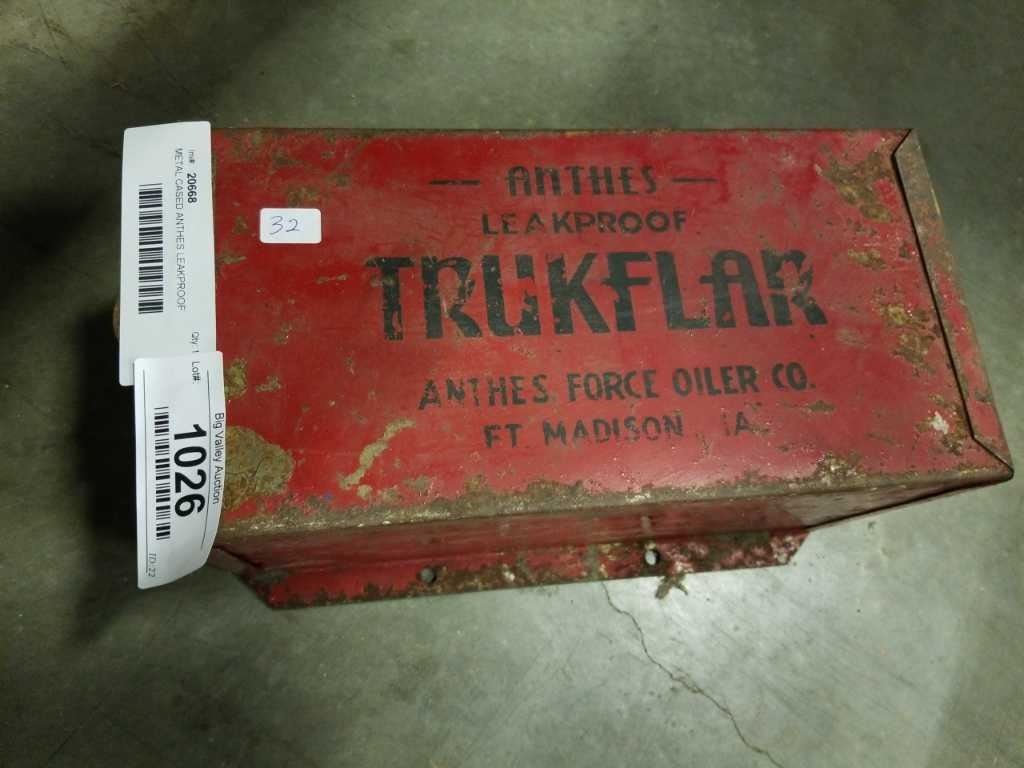 — ANTHES —
LEAKPROOF
TRUKFLAR
ANTHES FORCE OILER CO.
FT. MADISON IA.
32
Inv#: 20668
METAL CASED ANTHES LEAKPROOF
Qty: 1
Lot#
Big Valley Auction
1026